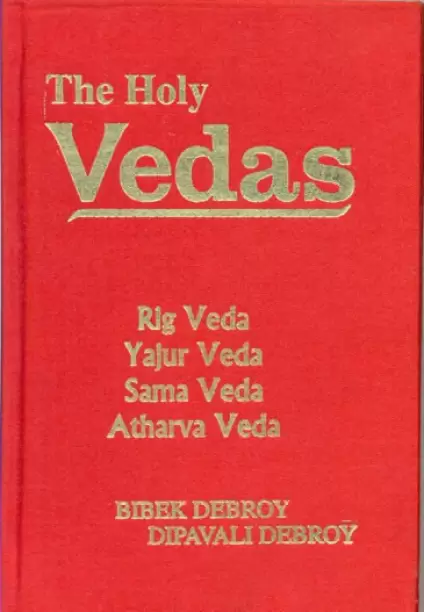 The Holy
Vedas
Rig Veda
Yajur Veda
Sama Veda
Atharva Veda
BIBEK DEBROY
DIPAVALI DEBROY